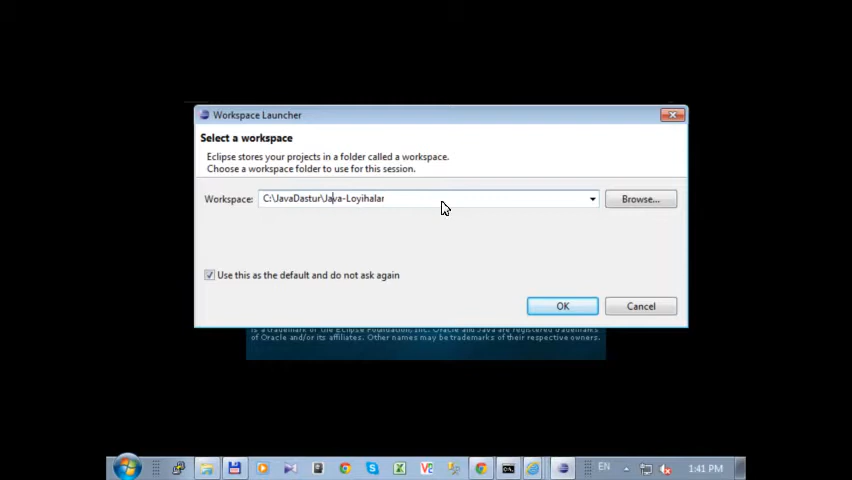 Workspace Launcher
Select a workspace
Eclipse stores your projects in a folder called a workspace.
Choose a workspace folder to use for this session.
Workspace: C:\JavaDastur\Java-Loyihalar Browse...
Use this as the default and do not ask again
OK Cancel
is a trademark of the Eclipse Foundation, Inc. Oracle and Java are registered trademarks
of Oracle and/or its affiliates. Other names may be trademarks of their respective owners.
EN 1:41 PM